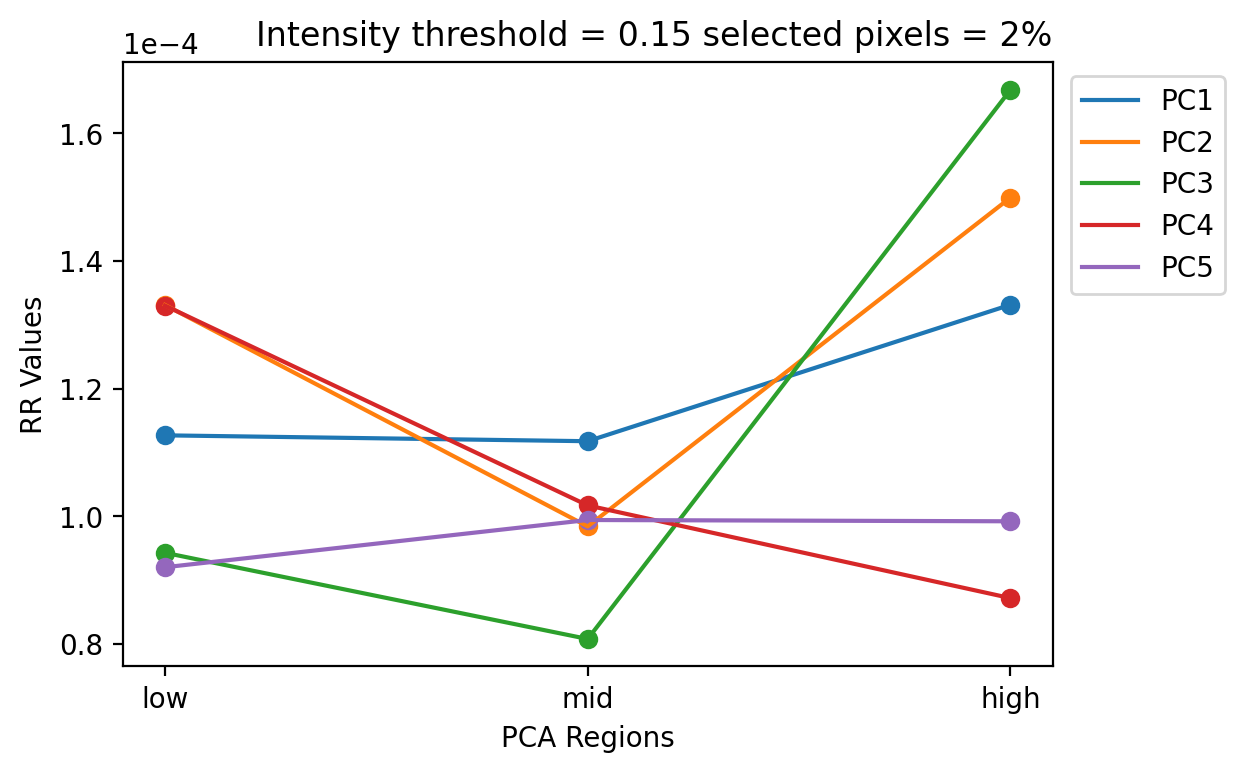 Intensity threshold = 0.15 selected pixels = 2%
1e−4
1.6
1.4
1.2
1.0
0.8
RR Values
low mid high
PCA Regions
PC1
PC2
PC3
PC4
PC5